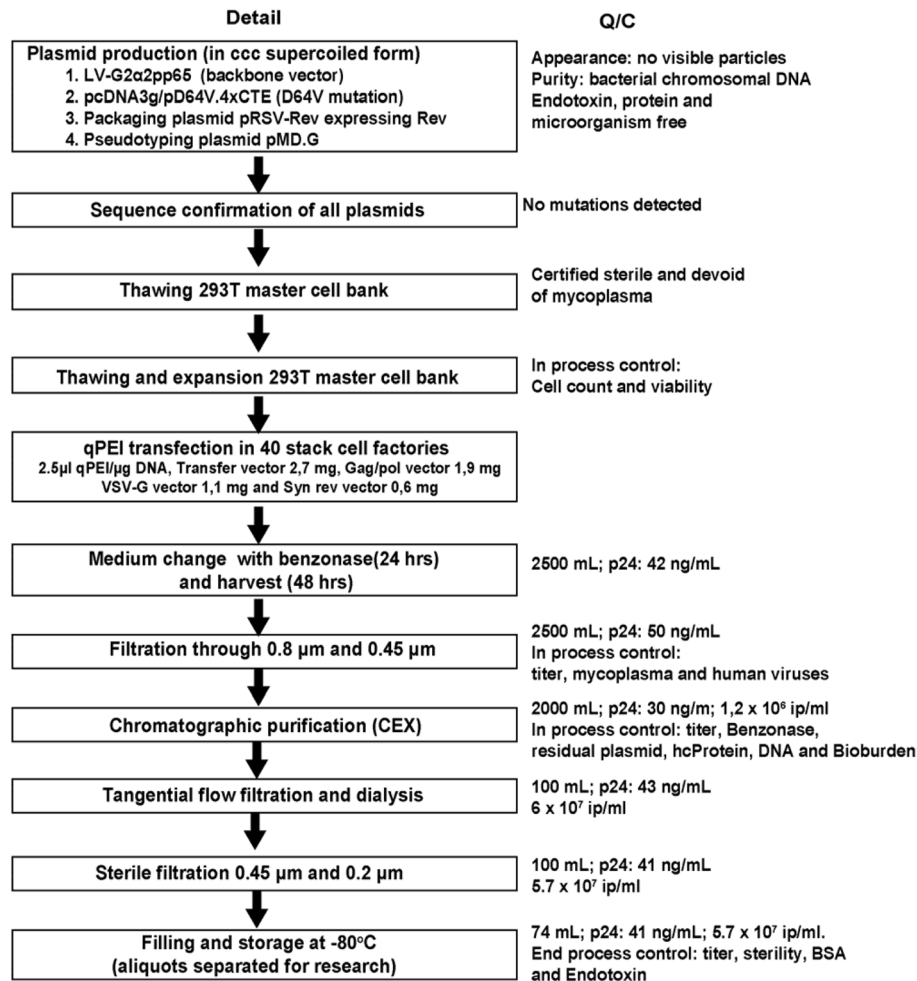 Detail
Q/C
Plasmid production (in ccc supercoiled form)
1. LV-G2α2pp65 (backbone vector)
2. pcDNA3g/pD64V.4xCTE (D64V mutation)
3. Packaging plasmid pRSV-Rev expressing Rev
4. Pseudotyping plasmid pMD.G
Appearance: no visible particles
Purity: bacterial chromosomal DNA
Endotoxin, protein and
microorganism free
Sequence confirmation of all plasmids
No mutations detected
Thawing 293T master cell bank
Certified sterile and devoid
of mycoplasma
Thawing and expansion 293T master cell bank
In process control:
Cell count and viability
qPEI transfection in 40 stack cell factories
2.5µl qPEI/µg DNA, Transfer vector 2,7 mg, Gag/pol vector 1,9 mg
VSV-G vector 1,1 mg and Syn rev vector 0,6 mg
Medium change with benzonase(24 hrs)
and harvest (48 hrs)
2500 mL; p24: 42 ng/mL
Filtration through 0.8 µm and 0.45 µm
2500 mL; p24: 50 ng/mL
In process control:
titer, mycoplasma and human viruses
Chromatographic purification (CEX)
2000 mL; p24: 30 ng/m; 1,2 x 10⁶ ip/ml
In process control: titer, Benzonase,
residual plasmid, hcProtein, DNA and Bioburden
Tangential flow filtration and dialysis
100 mL; p24: 43 ng/mL
6 x 10⁷ ip/ml
Sterile filtration 0.45 µm and 0.2 µm
100 mL; p24: 41 ng/mL
5.7 x 10⁷ ip/ml
Filling and storage at -80°C
(aliquots separated for research)
74 mL; p24: 41 ng/mL; 5.7 x 10⁷ ip/ml.
End process control: titer, sterility, BSA
and Endotoxin